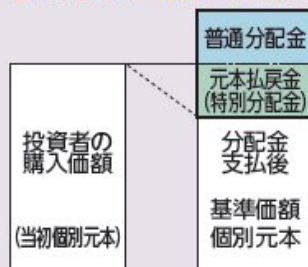 普通分配金
元本払戻金
(特別分配金)
投資者の
購入価額
(当初個別元本)
分配金
支払後
基準価額
個別元本